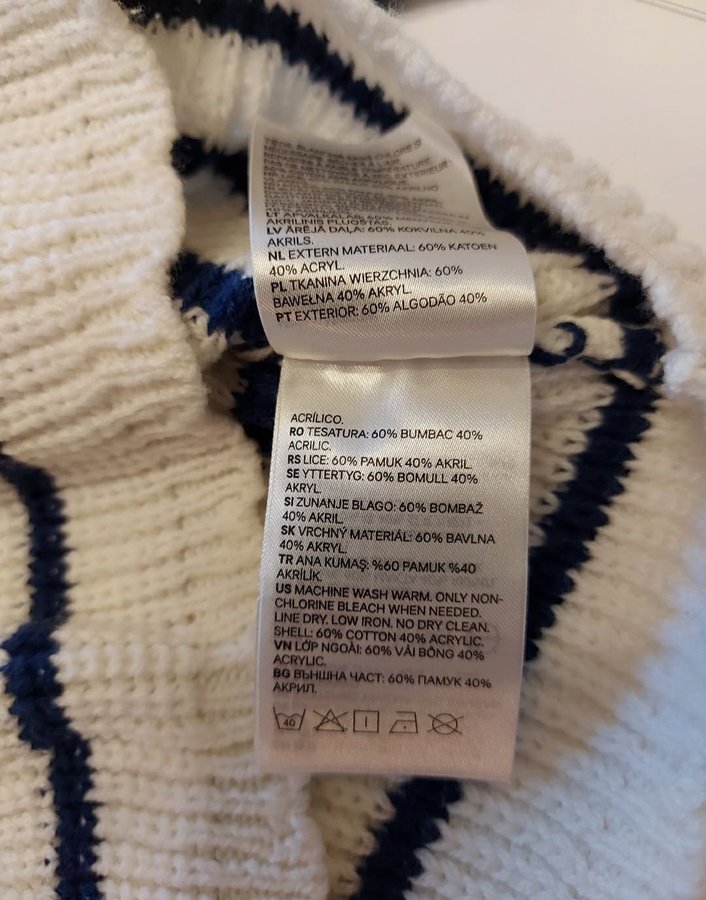 LT APVALKALAS: 60%
AKRILINIS PLUOŠTAS.
LV ĀRĒJĀ DAĻA: 60% KOKVILNA 40%
AKRILS.
NL EXTERN MATERIAAL: 60% KATOEN
40% ACRYL.
PL TKANINA WIERZCHNIA: 60%
BAWEŁNA 40% AKRYL.
PT EXTERIOR: 60% ALGODÃO 40%
ACRÍLICO.
RO TESATURA: 60% BUMBAC 40%
ACRILIC.
RS LICE: 60% PAMUK 40% AKRIL.
SE YTTERTYG: 60% BOMULL 40%
AKRYL.
SI ZUNANJE BLAGO: 60% BOMBAŽ
40% AKRIL.
SK VRCHNÝ MATERIÁL: 60% BAVLNA
40% AKRYL.
TR ANA KUMAŞ: %60 PAMUK %40
AKRİLİK.
US MACHINE WASH WARM. ONLY NON-
CHLORINE BLEACH WHEN NEEDED.
LINE DRY. LOW IRON. NO DRY CLEAN.
SHELL: 60% COTTON 40% ACRYLIC.
VN LỚP NGOÀI: 60% VẢI BÔNG 40%
ACRYLIC.
BG ВЪНШНА ЧАСТ: 60% ПАМУК 40%
АКРИЛ.
40